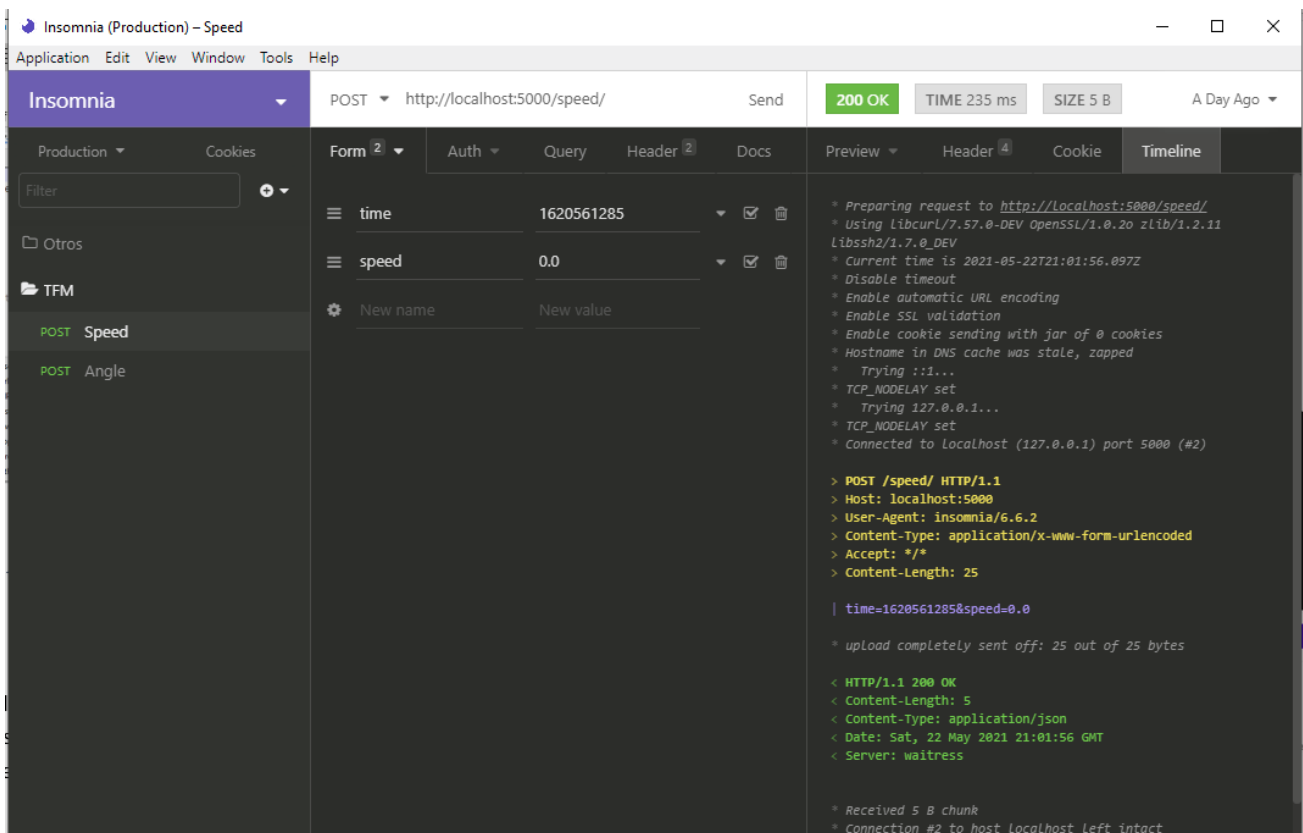 Insomnia (Production) – Speed
Application Edit View Window Tools Help
Insomnia
POST http://localhost:5000/speed/ Send
200 OK TIME 235 ms SIZE 5 B A Day Ago
Production Cookies
Form 2 Auth Query Header 2 Docs
Preview Header 4 Cookie Timeline
Filter
Otros
TFM
POST Speed
POST Angle
time 1620561285
speed 0.0
New name New value
* Preparing request to http://localhost:5000/speed/
* Using libcurl/7.57.0-DEV OpenSSL/1.0.2o zlib/1.2.11
libssh2/1.7.0_DEV
* Current time is 2021-05-22T21:01:56.097Z
* Disable timeout
* Enable automatic URL encoding
* Enable SSL validation
* Enable cookie sending with jar of 0 cookies
* Hostname in DNS cache was stale, zapped
*   Trying ::1...
* TCP_NODELAY set
*   Trying 127.0.0.1...
* TCP_NODELAY set
* Connected to localhost (127.0.0.1) port 5000 (#2)
> POST /speed/ HTTP/1.1
> Host: localhost:5000
> User-Agent: insomnia/6.6.2
> Content-Type: application/x-www-form-urlencoded
> Accept: */*
> Content-Length: 25
| time=1620561285&speed=0.0
* upload completely sent off: 25 out of 25 bytes
< HTTP/1.1 200 OK
< Content-Length: 5
< Content-Type: application/json
< Date: Sat, 22 May 2021 21:01:56 GMT
< Server: waitress
* Received 5 B chunk
* Connection #2 to host localhost left intact